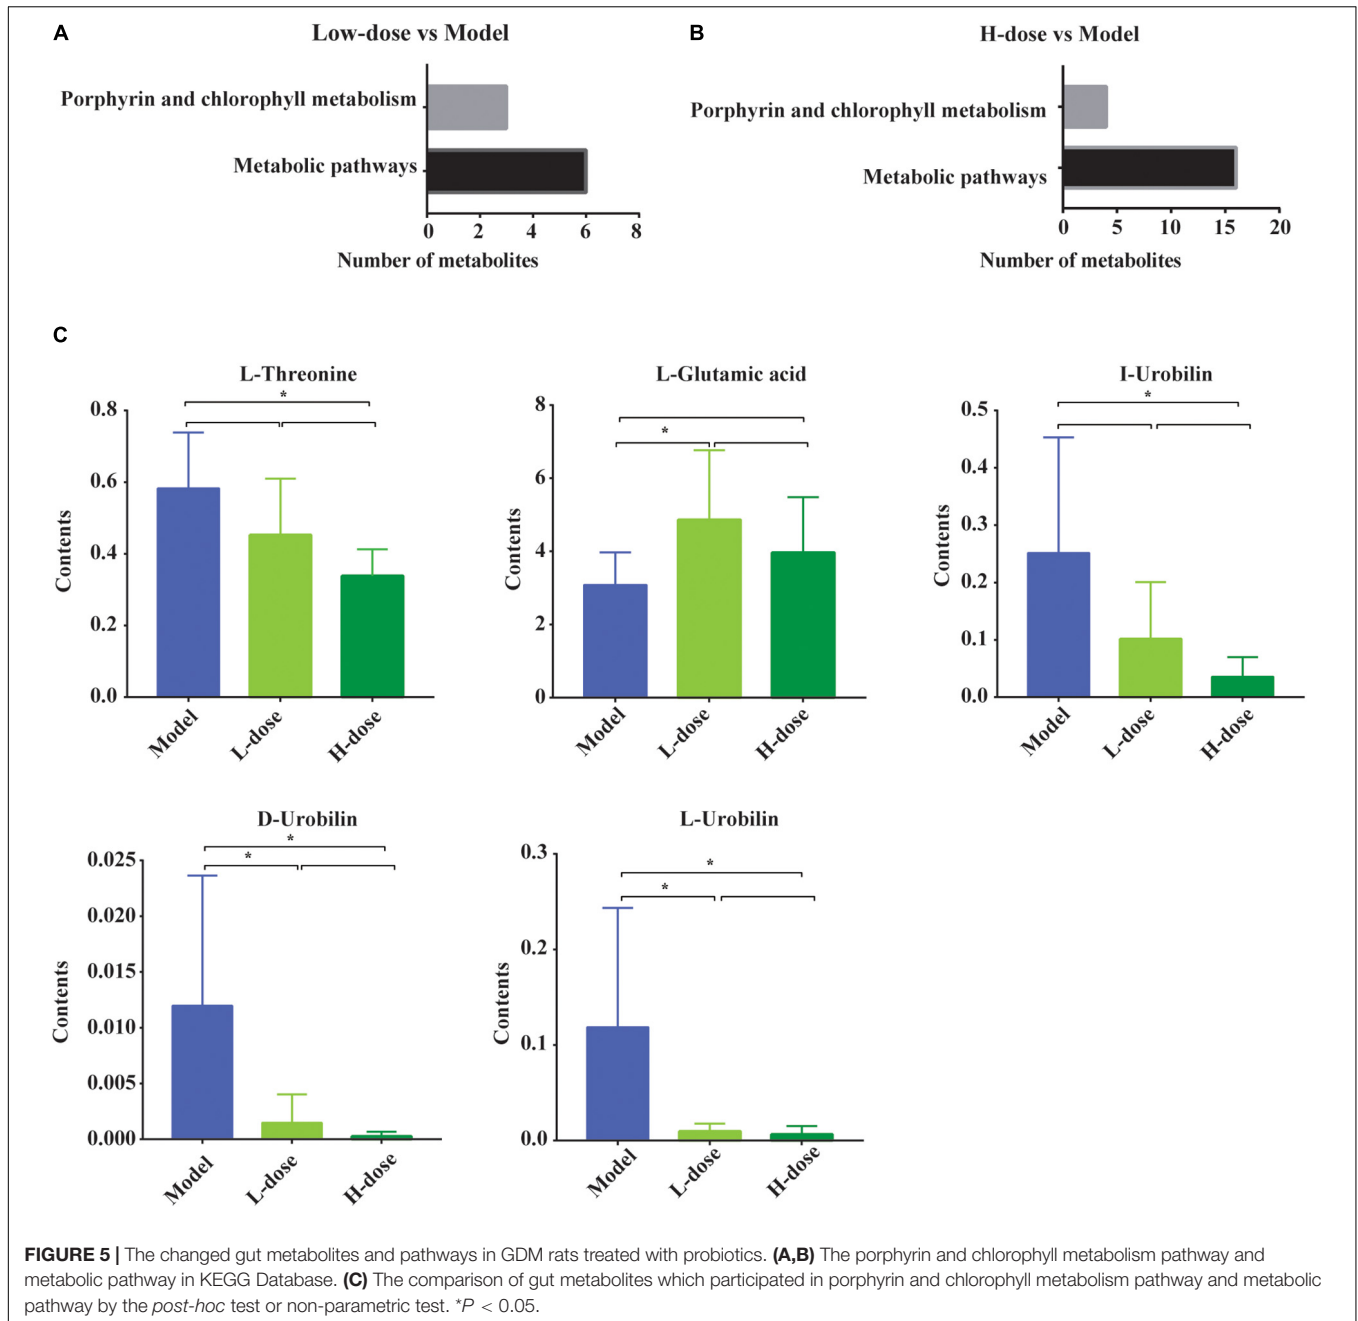 A
Low-dose vs Model
Porphyrin and chlorophyll metabolism
Metabolic pathways
0 2 4 6 8
Number of metabolites
B
H-dose vs Model
Porphyrin and chlorophyll metabolism
Metabolic pathways
0 5 10 15 20
Number of metabolites
C
L-Threonine
*
0.8
0.6
0.4
0.2
0.0
Contents
Model L-dose H-dose
L-Glutamic acid
*
8
6
4
2
0
Contents
Model L-dose H-dose
I-Urobilin
*
0.5
0.4
0.3
0.2
0.1
0.0
Contents
Model L-dose H-dose
D-Urobilin
*
*
0.025
0.020
0.015
0.010
0.005
0.000
Contents
Model L-dose H-dose
L-Urobilin
*
*
0.3
0.2
0.1
0.0
Contents
Model L-dose H-dose
FIGURE 5 | The changed gut metabolites and pathways in GDM rats treated with probiotics. (A,B) The porphyrin and chlorophyll metabolism pathway and
metabolic pathway in KEGG Database. (C) The comparison of gut metabolites which participated in porphyrin and chlorophyll metabolism pathway and metabolic
pathway by the post-hoc test or non-parametric test. *P < 0.05.